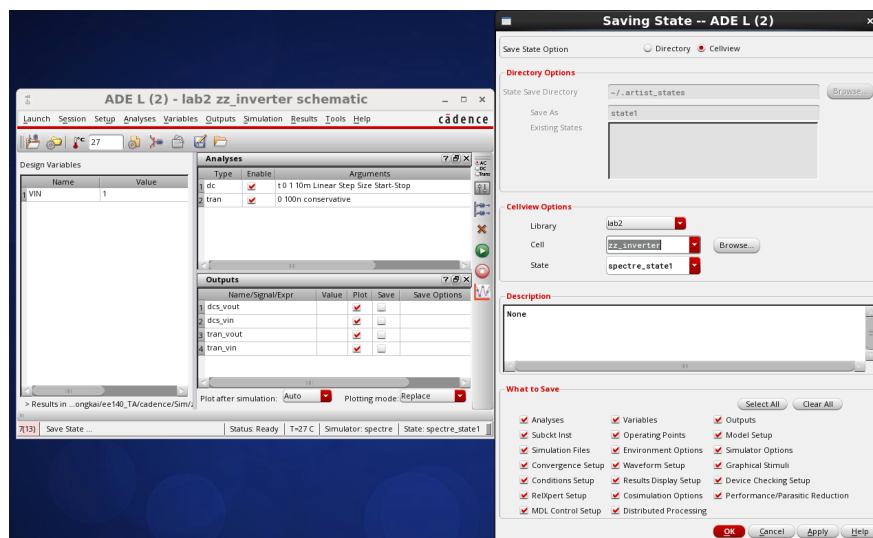 ADE L (2) - lab2 zz_inverter schematic
Launch Session Setup Analyses Variables Outputs Simulation Results Tools Help
cādence
27
Design Variables
Name Value
1 VIN 1
> Results in ...ongkai/ee140_TA/cadence/Sim/z
Analyses
Type Enable Arguments
1 dc t 0 1 10m Linear Step Size Start-Stop
2 tran 0 100n conservative
Outputs
Name/Signal/Expr Value Plot Save Save Options
1 dcs_vout
2 dcs_vin
3 tran_vout
4 tran_vin
Plot after simulation: Auto Plotting mode: Replace
AC
DC
Trans
7(13) Save State ... Status: Ready T=27 C Simulator: spectre State: spectre_state1
Saving State -- ADE L (2)
Save State Option Directory Cellview
Directory Options
State Save Directory ~/.artist_states Browse...
Save As state1
Existing States
Cellview Options
Library lab2
Cell zz_inverter Browse...
State spectre_state1
Description
None
What to Save
Select All Clear All
Analyses Variables Outputs
Subckt Inst Operating Points Model Setup
Simulation Files Environment Options Simulator Options
Convergence Setup Waveform Setup Graphical Stimuli
Conditions Setup Results Display Setup Device Checking Setup
RelXpert Setup Cosimulation Options Performance/Parasitic Reduction
MDL Control Setup Distributed Processing
OK Cancel Apply Help